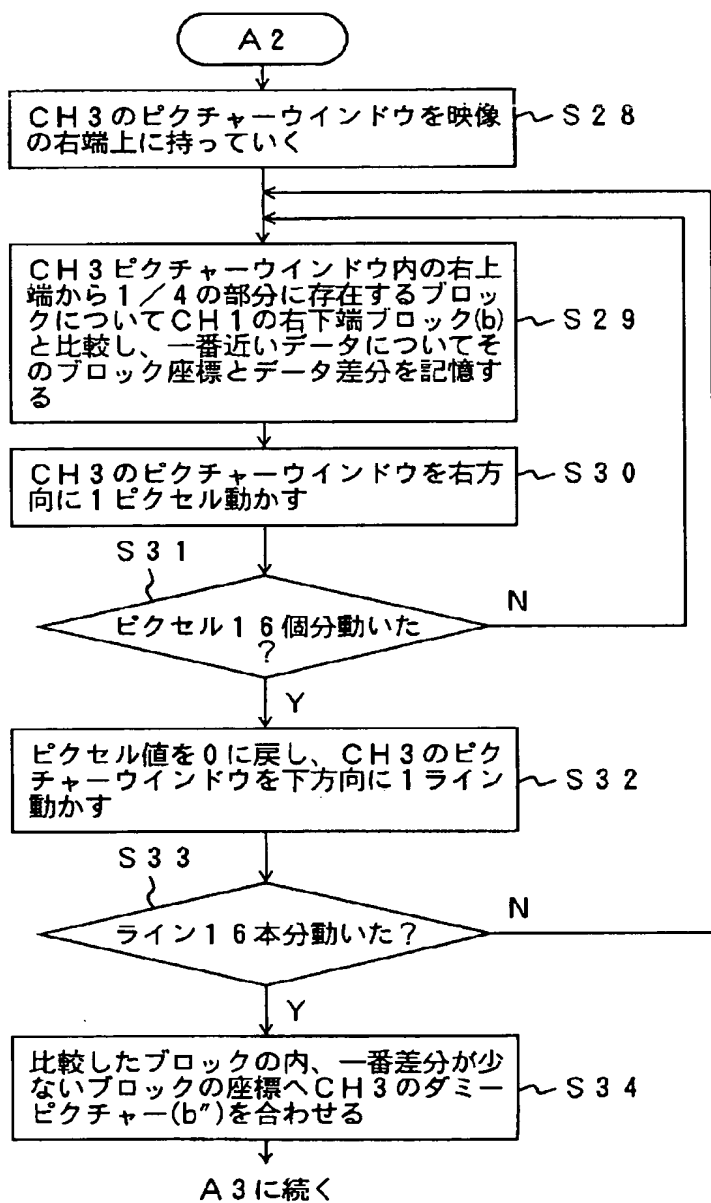 A2
CH3のピクチャーウインドウを映像
の右端上に持っていく
S28
CH3ピクチャーウインドウ内の右上
端から1/4の部分に存在するブロッ
クについてCH1の右下端ブロック(b)
と比較し、一番近いデータについてそ
のブロック座標とデータ差分を記憶す
る
S29
CH3のピクチャーウインドウを右方
向に1ピクセル動かす
S30
S31
ピクセル16個分動いた
?
N
Y
ピクセル値を0に戻し、CH3のピク
チャーウインドウを下方向に1ライン
動かす
S32
S33
ライン16本分動いた?
N
Y
比較したブロックの内、一番差分が少
ないブロックの座標へCH3のダミー
ピクチャー(b″)を合わせる
S34
A3に続く